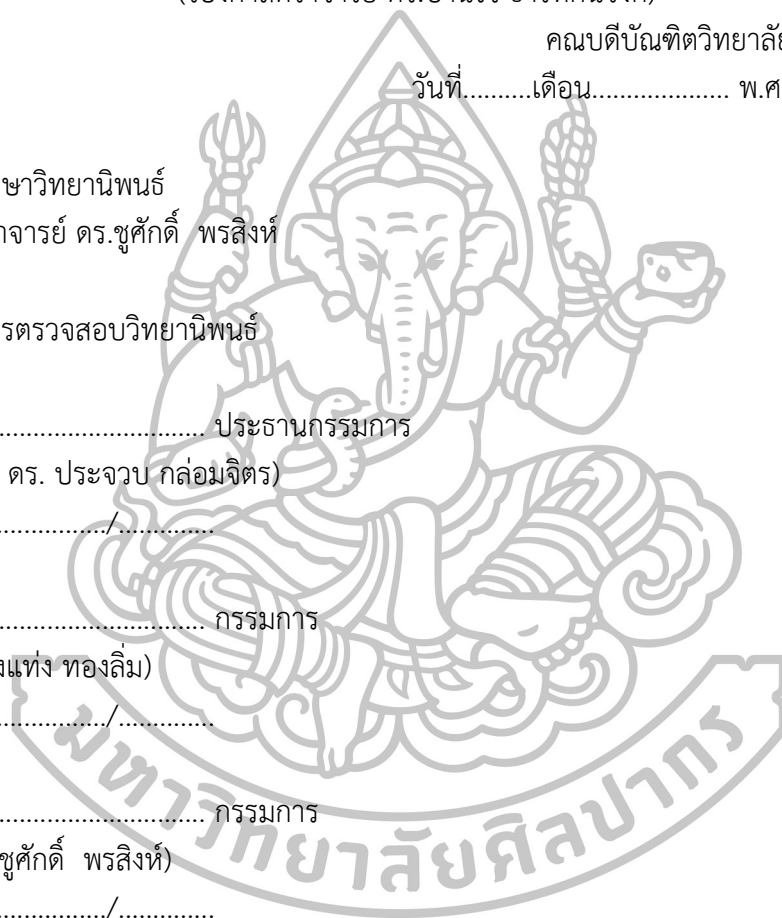 คณบดีบัณฑิตวิทยาลัย
วันที่..........เดือน.................... พ.ศ
ษาวิทยานิพนธ์
าจารย์ ดร.ชูศักดิ์ พรสิงห์
รตรวจสอบวิทยานิพนธ์
.............................. ประธานกรรมการ
ดร. ประจวบ กล่อมจิตร)
................/..............
.............................. กรรมการ
งแท่ง ทองลิ่ม)
................/..............
.............................. กรรมการ
ชูศักดิ์ พรสิงห์)
................/..............
มหาวิทยาลัยศิลปากร